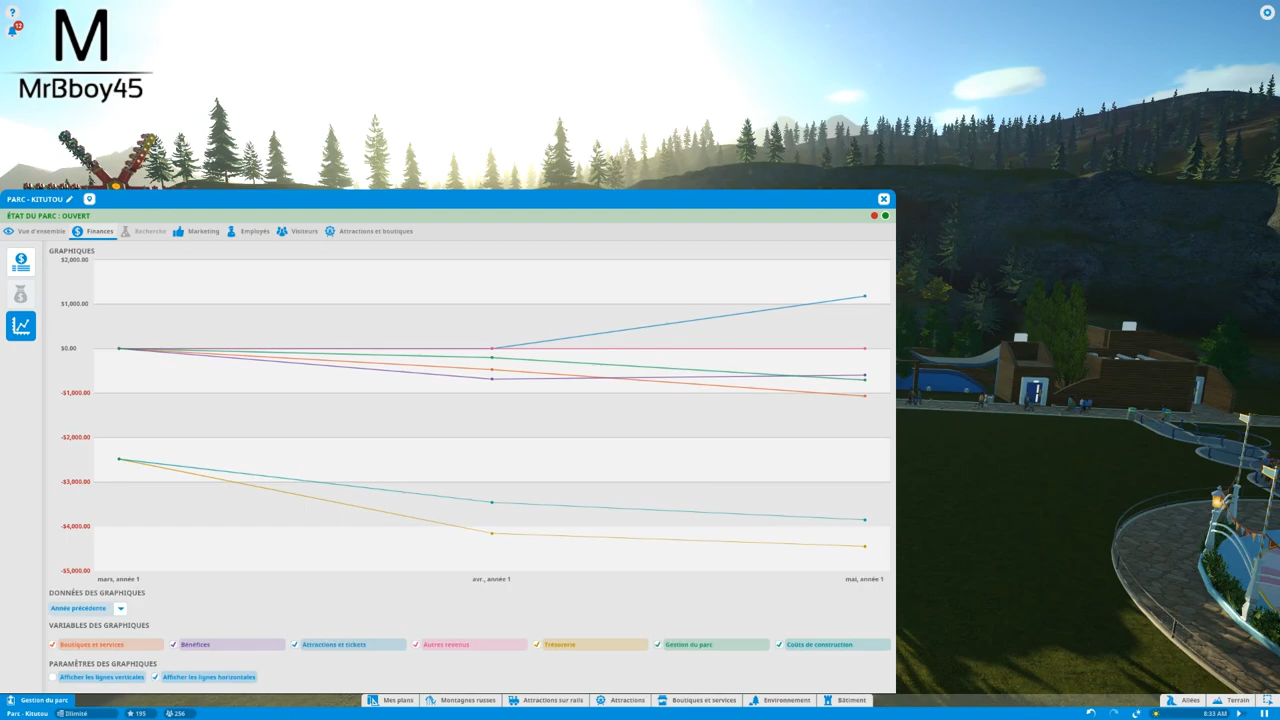 ?
12
M
MrBboy45
PARC - KITUTOU
ÉTAT DU PARC : OUVERT
Vue d'ensemble Finances Recherche Marketing Employés Visiteurs Attractions et boutiques
GRAPHIQUES
$2,000.00
$1,000.00
$0.00
-$1,000.00
-$2,000.00
-$3,000.00
-$4,000.00
-$5,000.00
mars, année 1 avr., année 1 mai, année 1
DONNÉES DES GRAPHIQUES
Année précédente
VARIABLES DES GRAPHIQUES
Boutiques et services Bénéfices Attractions et tickets Autres revenus Trésorerie Gestion du parc Coûts de construction
PARAMÈTRES DES GRAPHIQUES
Afficher les lignes verticales Afficher les lignes horizontales
Gestion du parc Mes plans Montagnes russes Attractions sur rails Attractions Boutiques et services Environnement Bâtiment Allées Terrain
Parc - Kitutou Illimité 195 256 8:33 AM